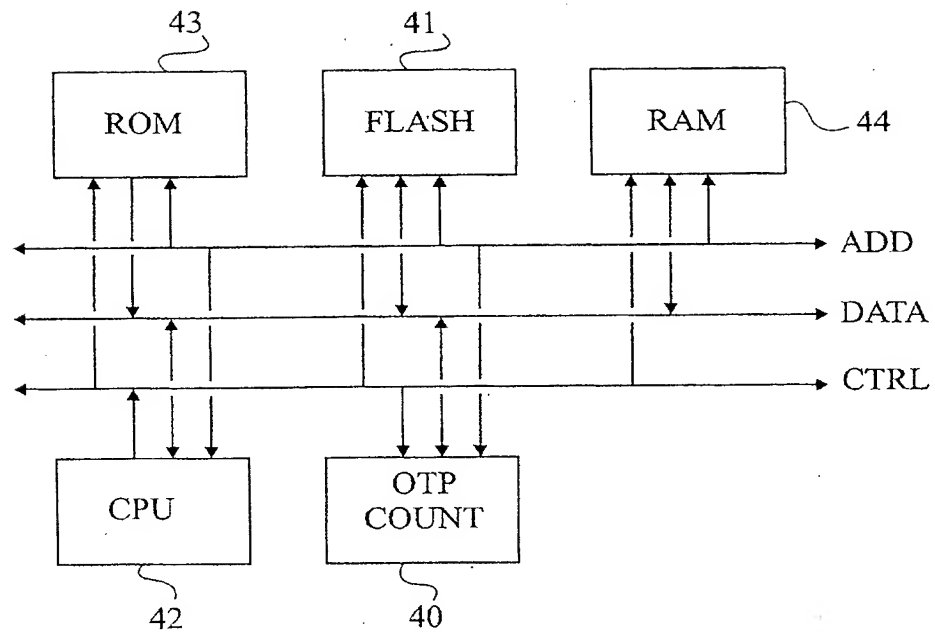 43
41
ROM
FLASH
RAM
44
ADD
DATA
CTRL
CPU
OTP
COUNT
42
40